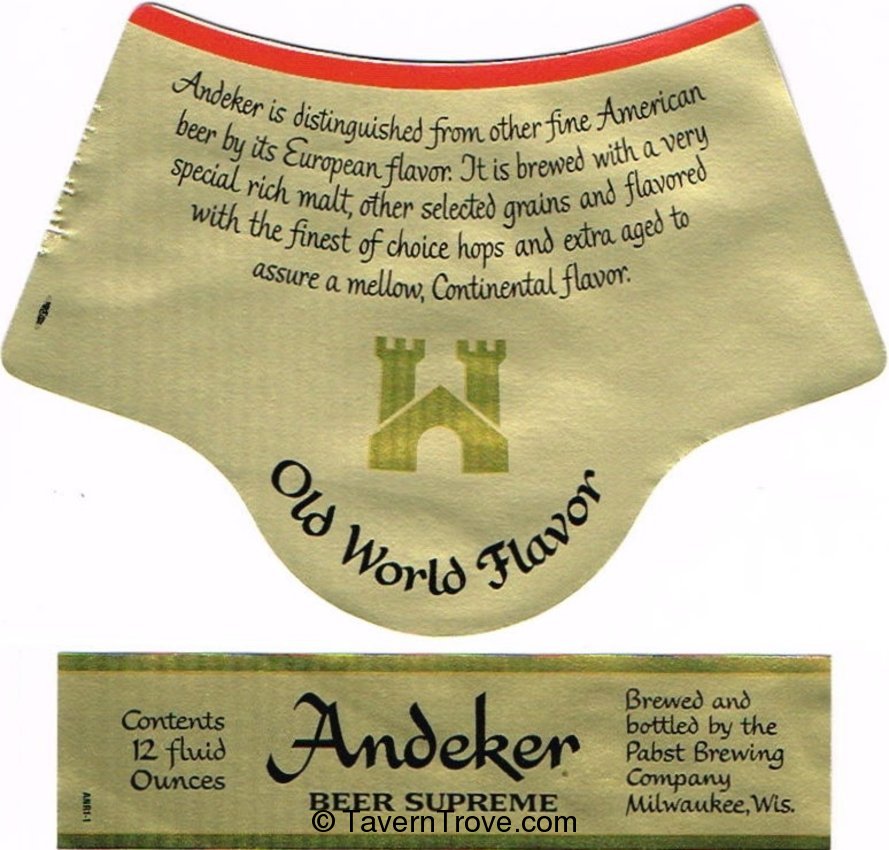 Andeker is distinguished from other fine American
beer by its European flavor. It is brewed with a very
special rich malt, other selected grains and flavored
with the finest of choice hops and extra aged to
assure a mellow, Continental flavor.
Old World Flavor
Contents
12 fluid
Ounces
Andeker
BEER SUPREME
Brewed and
bottled by the
Pabst Brewing
Company
Milwaukee, Wis.
ANR1-1
© TavernTrove.com